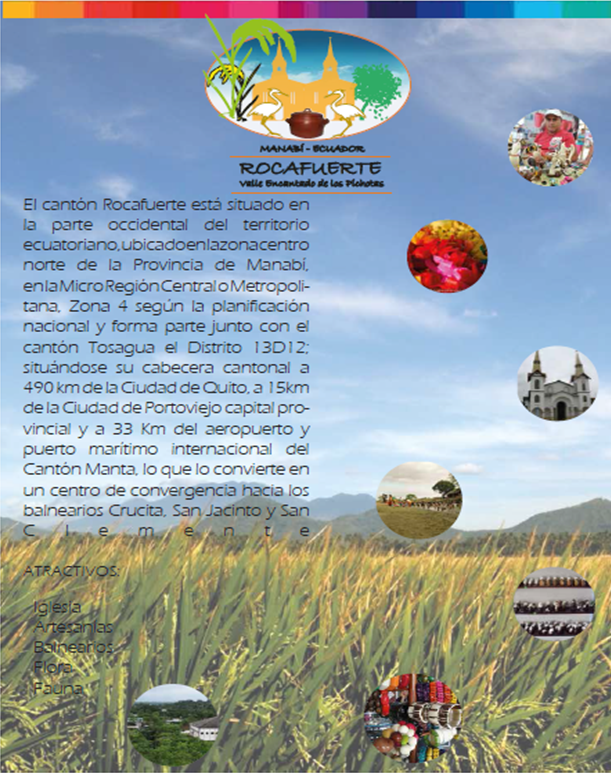 MANABÍ - ECUADOR
ROCAFUERTE
Valle Encantado de los Pichotas
El cantón Rocafuerte está situado en
la parte occidental del territorio
ecuatoriano, ubicado en la zona centro
norte de la Provincia de Manabí,
en la Micro Región Central o Metropoli-
tana, Zona 4 según la planificación
nacional y forma parte junto con el
cantón Tosagua el Distrito 13D12;
situándose su cabecera cantonal a
490 km de la Ciudad de Quito, a 15km
de la Ciudad de Portoviejo capital pro-
vincial y a 33 Km del aeropuerto y
puerto marítimo internacional del
Cantón Manta, lo que lo convierte en
un centro de convergencia hacia los
balnearios Crucita, San Jacinto y San
C l e m e n t e
ATRACTIVOS:
Iglesia
Artesanías
Balnearios
Flora
Fauna